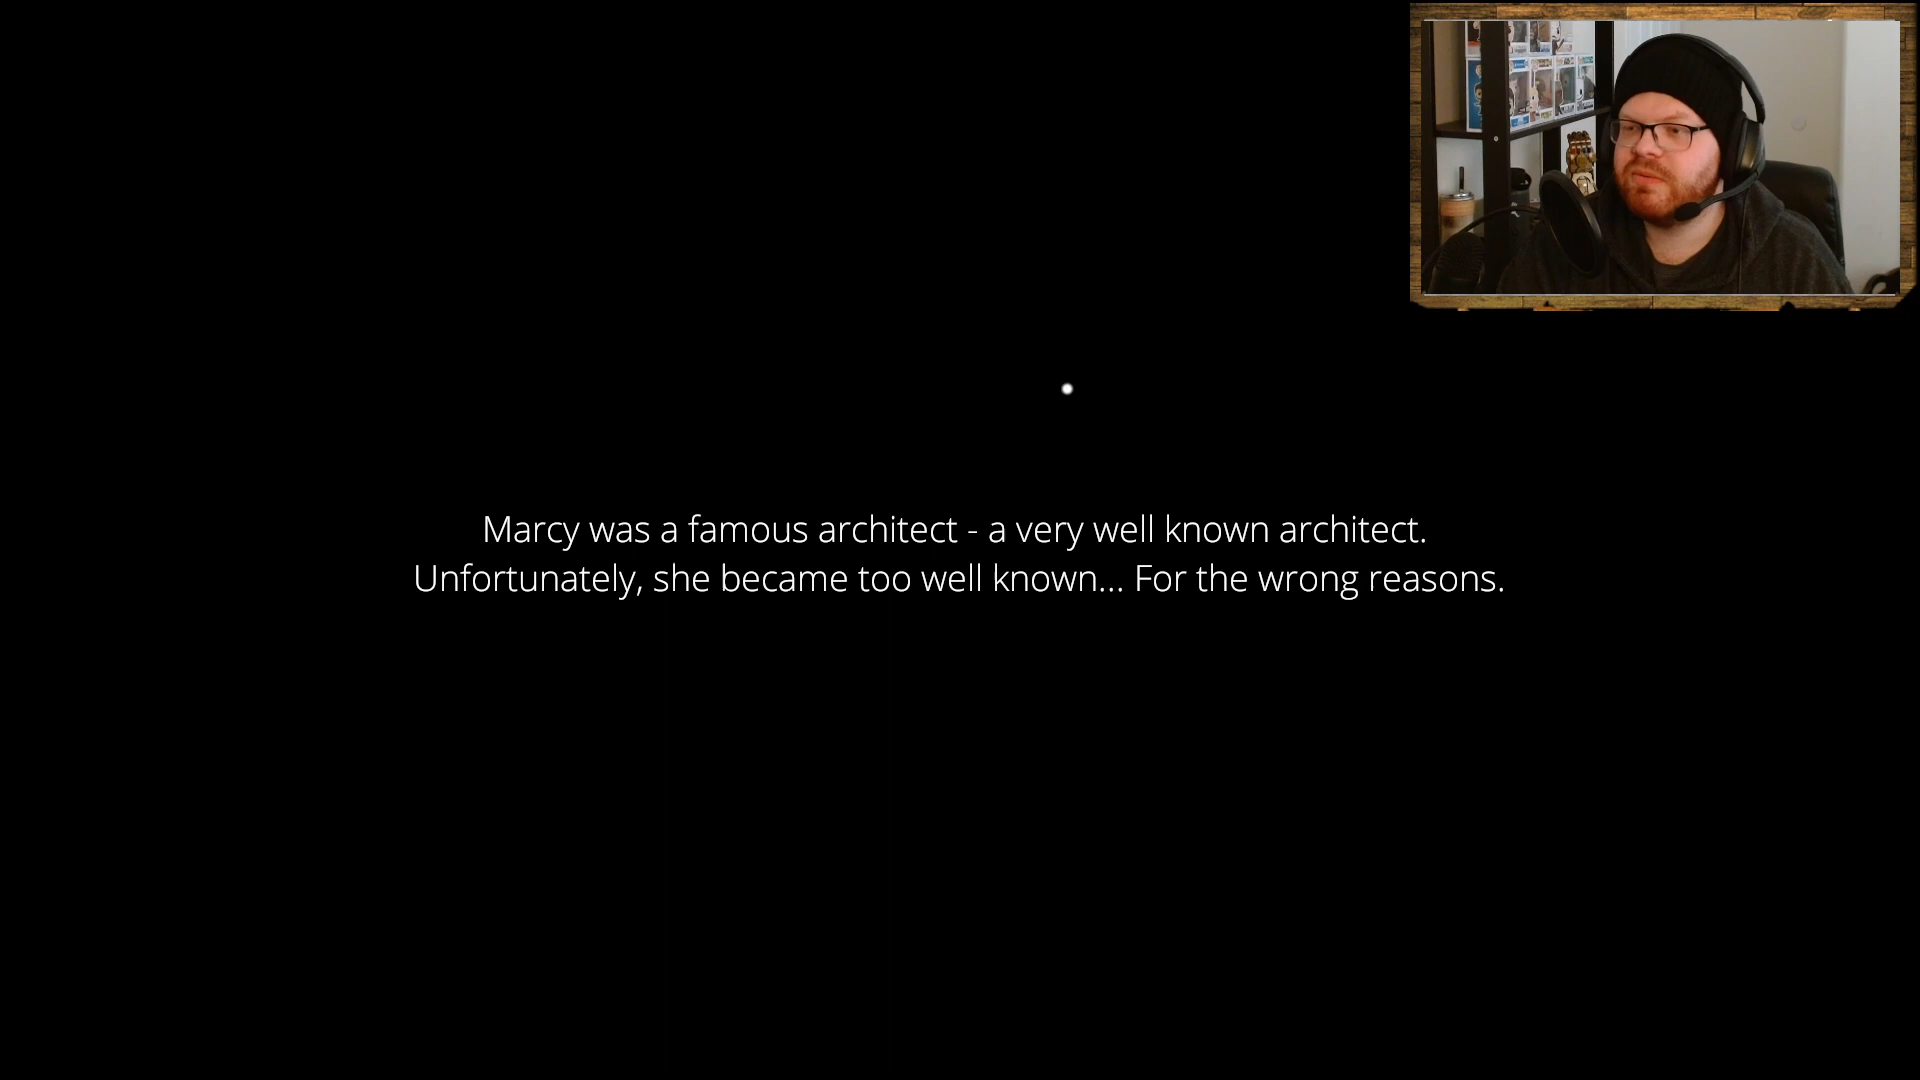 Marcy was a famous architect - a very well known architect.
Unfortunately, she became too well known... For the wrong reasons.